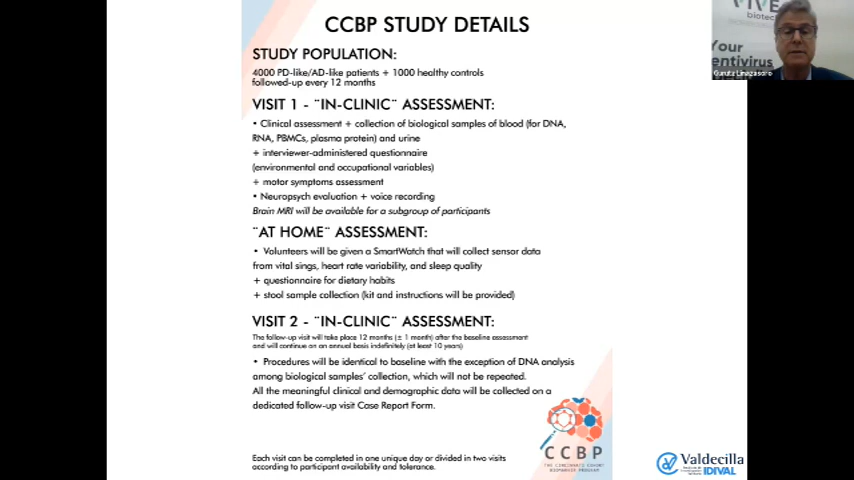 CCBP STUDY DETAILS
STUDY POPULATION:
4000 PD-like/AD-like patients + 1000 healthy controls
followed-up every 12 months
VISIT 1 - ¨IN-CLINIC¨ ASSESSMENT:
• Clinical assessment + collection of biological samples of blood (for DNA,
RNA, PBMCs, plasma protein) and urine
+ interviewer-administered questionnaire
(environmental and occupational variables)
+ motor symptoms assessment
• Neuropsych evaluation + voice recording
Brain MRI will be available for a subgroup of participants
¨AT HOME¨ ASSESSMENT:
• Volunteers will be given a SmartWatch that will collect sensor data
from vital sings, heart rate variability, and sleep quality
+ questionnaire for dietary habits
+ stool sample collection (kit and instructions will be provided)
VISIT 2 - ¨IN-CLINIC¨ ASSESSMENT:
The follow-up visit will take place 12 months (± 1 month) after the baseline assessment
and will continue on an annual basis indefinitely (at least 10 years)
• Procedures will be identical to baseline with the exception of DNA analysis
among biological samples' collection, which will not be repeated.
All the meaningful clinical and demographic data will be collected on a
dedicated follow-up visit Case Report Form.
Each visit can be completed in one unique day or divided in two visits
according to participant availability and tolerance.
CCBP
THE CINCINNATI COHORT
BIOMARKER PROGRAM
Valdecilla
IDIVAL
VIVE
biotech
Your
lentivirus
Gurutz Linazasoro